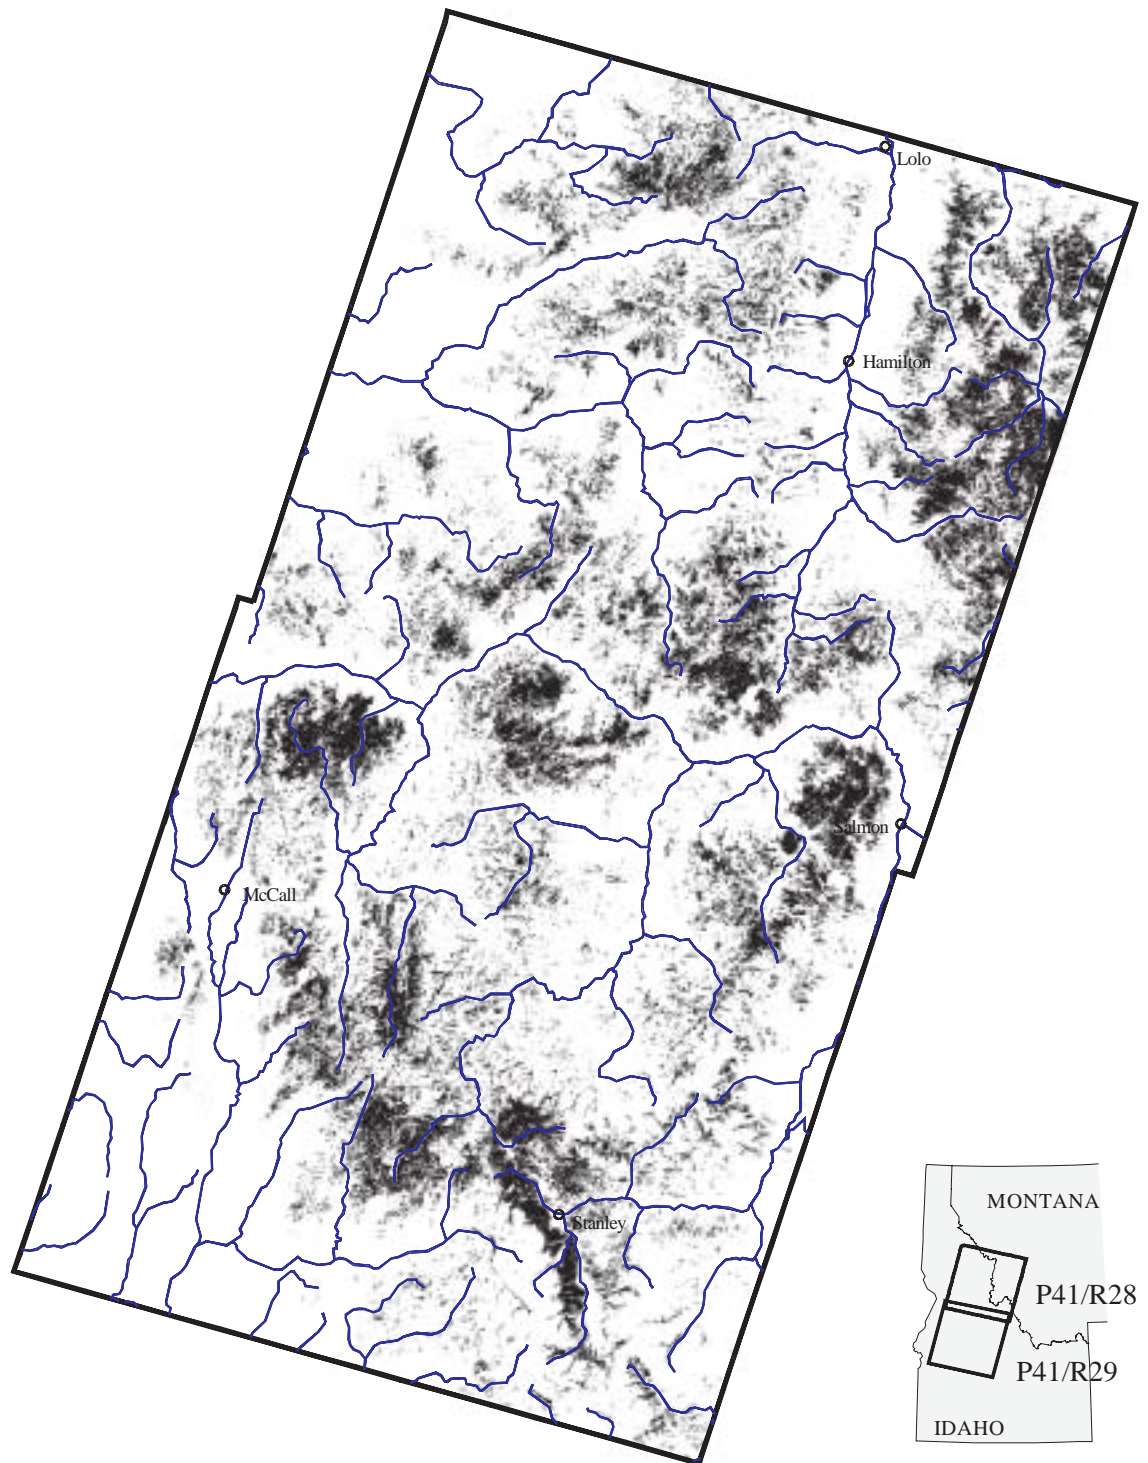 Lolo
Hamilton
Salmon
McCall
Stanley
MONTANA
P41/R28
P41/R29
IDAHO